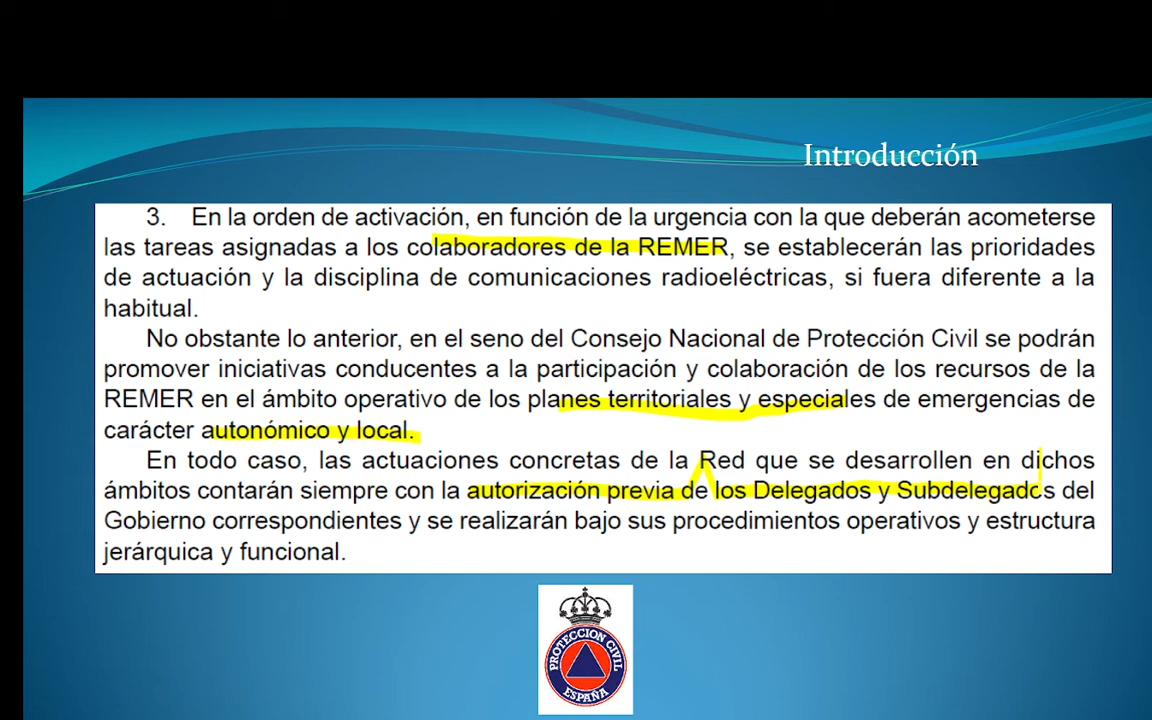 Introducción
3. En la orden de activación, en función de la urgencia con la que deberán acometerse
las tareas asignadas a los colaboradores de la REMER, se establecerán las prioridades
de actuación y la disciplina de comunicaciones radioeléctricas, si fuera diferente a la
habitual.
No obstante lo anterior, en el seno del Consejo Nacional de Protección Civil se podrán
promover iniciativas conducentes a la participación y colaboración de los recursos de la
REMER en el ámbito operativo de los planes territoriales y especiales de emergencias de
carácter autonómico y local.
En todo caso, las actuaciones concretas de la Red que se desarrollen en dichos
ámbitos contarán siempre con la autorización previa de los Delegados y Subdelegados del
Gobierno correspondientes y se realizarán bajo sus procedimientos operativos y estructura
jerárquica y funcional.
PROTECCION CIVIL
ESPAÑA